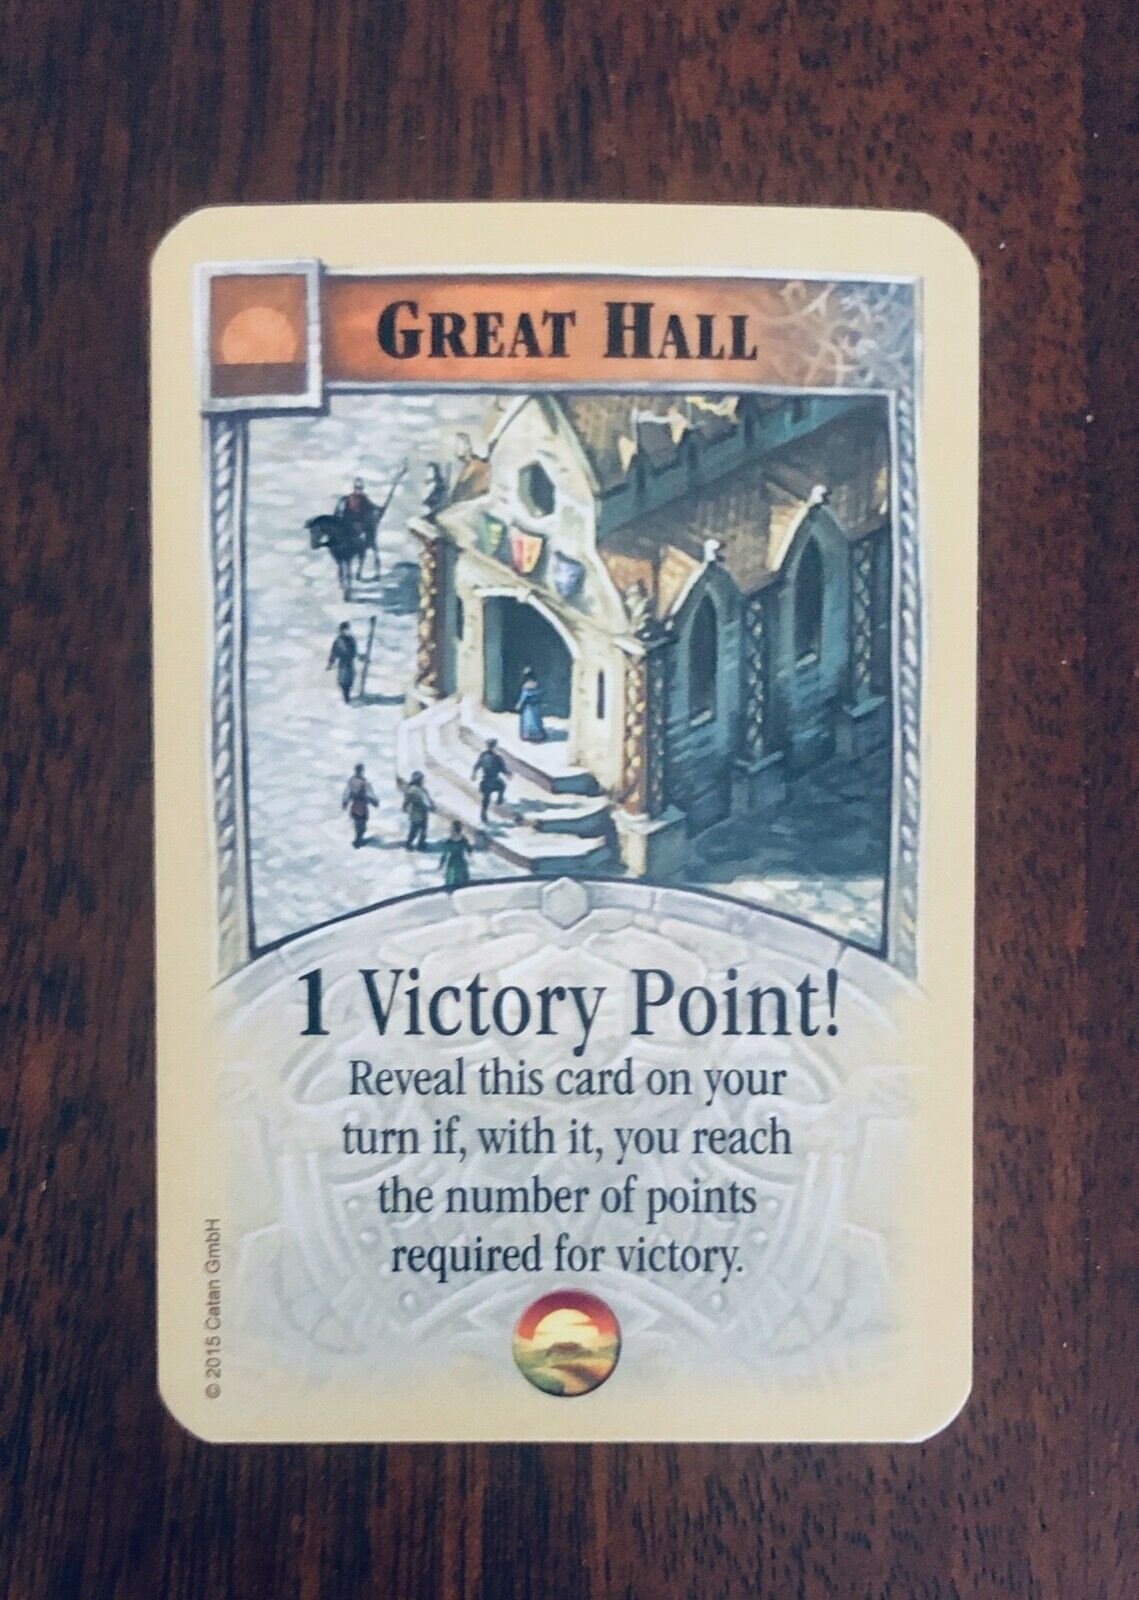 GREAT HALL
1 Victory Point!
Reveal this card on your
turn if, with it, you reach
the number of points
required for victory.
© 2015 Catan GmbH